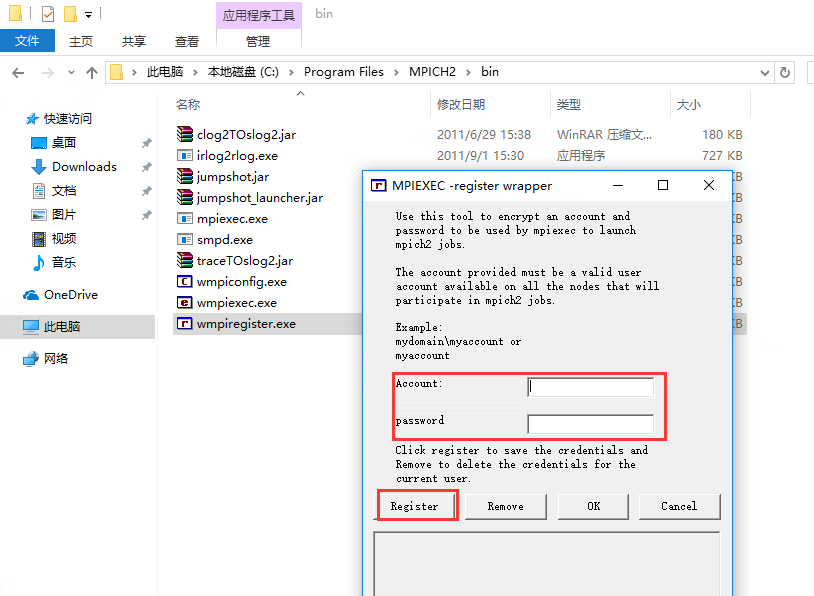 应用程序工具 bin
文件 主页 共享 查看 管理
此电脑 本地磁盘 (C:) Program Files MPICH2 bin
名称 修改日期 类型 大小
快速访问
桌面
Downloads
文档
图片
视频
音乐
OneDrive
此电脑
网络
clog2TOslog2.jar 2011/6/29 15:38 WinRAR 压缩文... 180 KB
irlog2rlog.exe 2011/9/1 15:30 应用程序 727 KB
jumpshot.jar
jumpshot_launcher.jar
mpiexec.exe
smpd.exe
traceTOslog2.jar
wmpiconfig.exe
wmpiexec.exe
wmpiregister.exe
MPIEXEC -register wrapper
Use this tool to encrypt an account and
password to be used by mpiexec to launch
mpich2 jobs.
The account provided must be a valid user
account available on all the nodes that will
participate in mpich2 jobs.
Example:
mydomain\myaccount or
myaccount
Account:
password
Click register to save the credentials and
Remove to delete the credentials for the
current user.
Register Remove OK Cancel